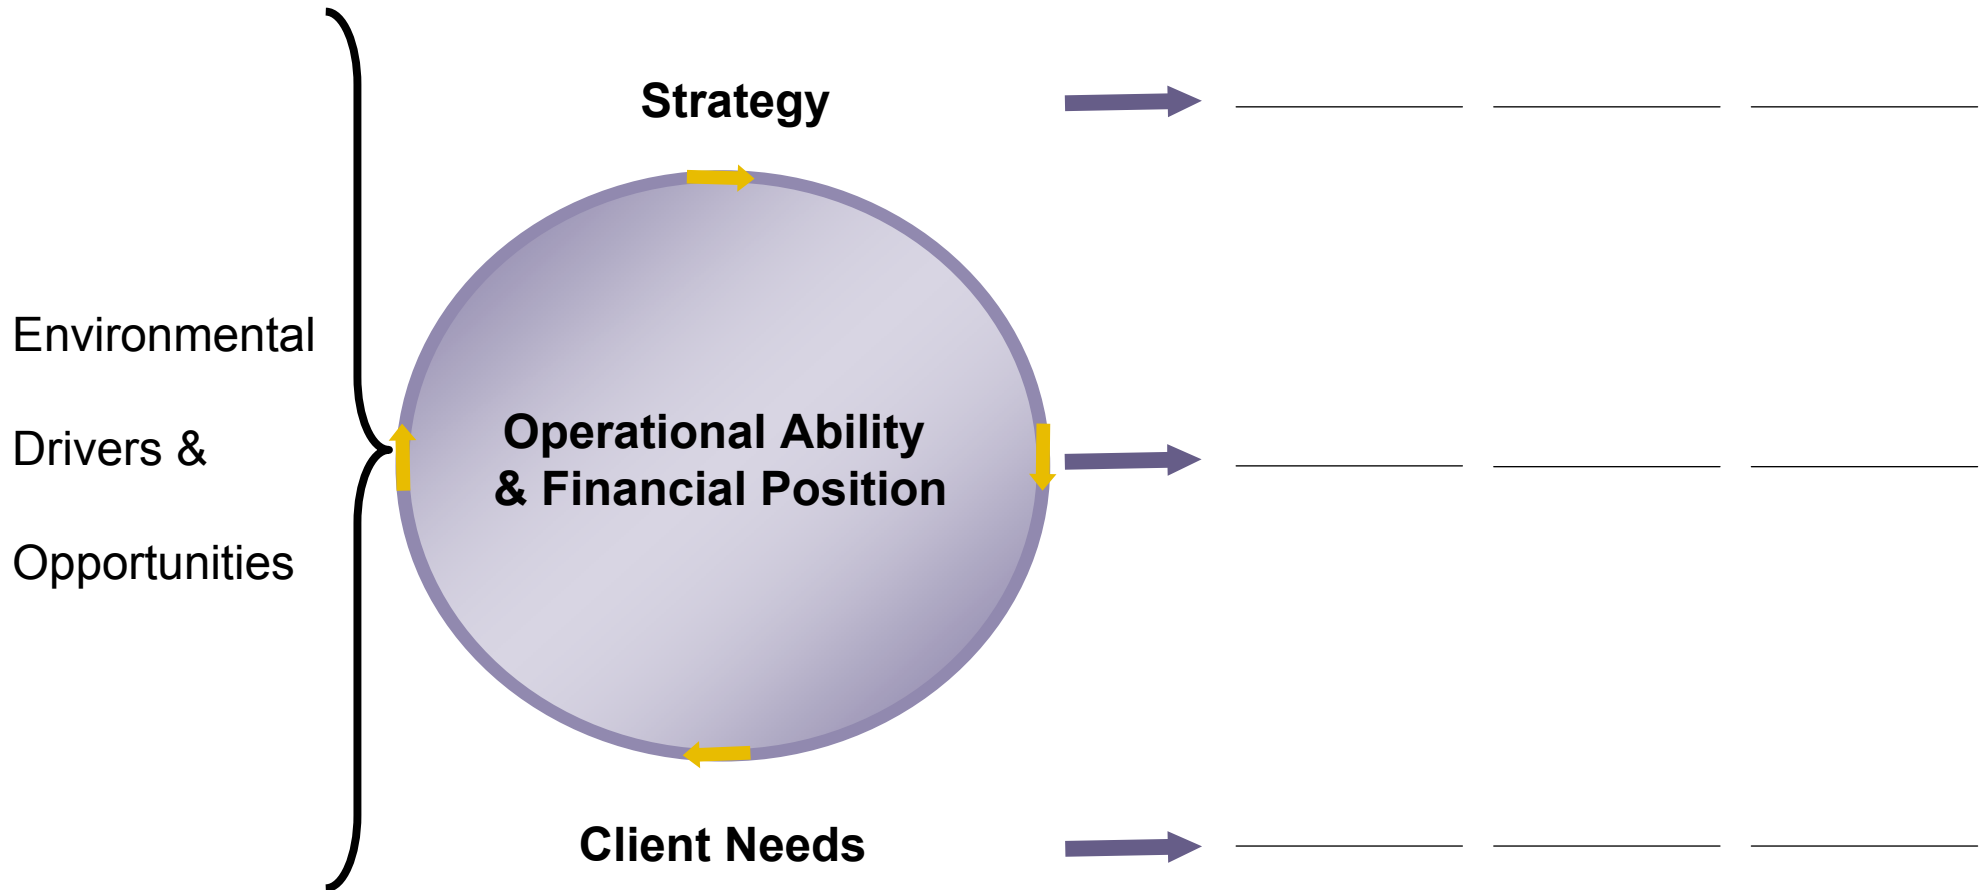 Strategy
Environmental
Drivers &
Opportunities
Operational Ability
& Financial Position
Client Needs